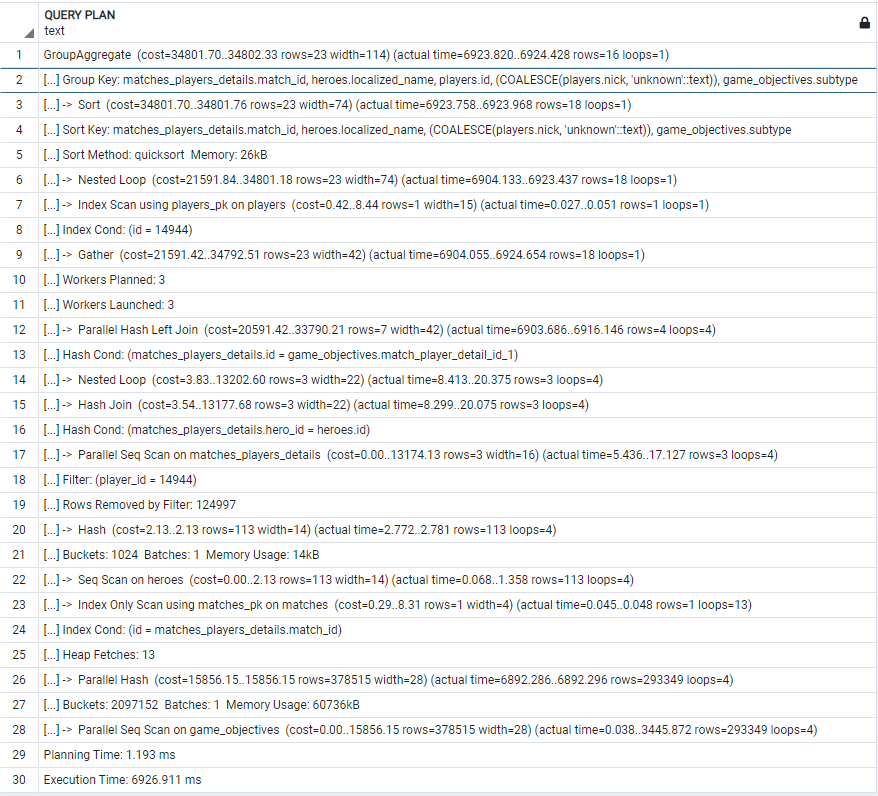 QUERY PLAN
text
1 GroupAggregate (cost=34801.70..34802.33 rows=23 width=114) (actual time=6923.820..6924.428 rows=16 loops=1)
2 [...] Group Key: matches_players_details.match_id, heroes.localized_name, players.id, (COALESCE(players.nick, 'unknown'::text)), game_objectives.subtype
3 [...] -> Sort (cost=34801.70..34801.76 rows=23 width=74) (actual time=6923.758..6923.968 rows=18 loops=1)
4 [...] Sort Key: matches_players_details.match_id, heroes.localized_name, (COALESCE(players.nick, 'unknown'::text)), game_objectives.subtype
5 [...] Sort Method: quicksort Memory: 26kB
6 [...] -> Nested Loop (cost=21591.84..34801.18 rows=23 width=74) (actual time=6904.133..6923.437 rows=18 loops=1)
7 [...] -> Index Scan using players_pk on players (cost=0.42..8.44 rows=1 width=15) (actual time=0.027..0.051 rows=1 loops=1)
8 [...] Index Cond: (id = 14944)
9 [...] -> Gather (cost=21591.42..34792.51 rows=23 width=42) (actual time=6904.055..6924.654 rows=18 loops=1)
10 [...] Workers Planned: 3
11 [...] Workers Launched: 3
12 [...] -> Parallel Hash Left Join (cost=20591.42..33790.21 rows=7 width=42) (actual time=6903.686..6916.146 rows=4 loops=4)
13 [...] Hash Cond: (matches_players_details.id = game_objectives.match_player_detail_id_1)
14 [...] -> Nested Loop (cost=3.83..13202.60 rows=3 width=22) (actual time=8.413..20.375 rows=3 loops=4)
15 [...] -> Hash Join (cost=3.54..13177.68 rows=3 width=22) (actual time=8.299..20.075 rows=3 loops=4)
16 [...] Hash Cond: (matches_players_details.hero_id = heroes.id)
17 [...] -> Parallel Seq Scan on matches_players_details (cost=0.00..13174.13 rows=3 width=16) (actual time=5.436..17.127 rows=3 loops=4)
18 [...] Filter: (player_id = 14944)
19 [...] Rows Removed by Filter: 124997
20 [...] -> Hash (cost=2.13..2.13 rows=113 width=14) (actual time=2.772..2.781 rows=113 loops=4)
21 [...] Buckets: 1024 Batches: 1 Memory Usage: 14kB
22 [...] -> Seq Scan on heroes (cost=0.00..2.13 rows=113 width=14) (actual time=0.068..1.358 rows=113 loops=4)
23 [...] -> Index Only Scan using matches_pk on matches (cost=0.29..8.31 rows=1 width=4) (actual time=0.045..0.048 rows=1 loops=13)
24 [...] Index Cond: (id = matches_players_details.match_id)
25 [...] Heap Fetches: 13
26 [...] -> Parallel Hash (cost=15856.15..15856.15 rows=378515 width=28) (actual time=6892.286..6892.296 rows=293349 loops=4)
27 [...] Buckets: 2097152 Batches: 1 Memory Usage: 60736kB
28 [...] -> Parallel Seq Scan on game_objectives (cost=0.00..15856.15 rows=378515 width=28) (actual time=0.038..3445.872 rows=293349 loops=4)
29 Planning Time: 1.193 ms
30 Execution Time: 6926.911 ms